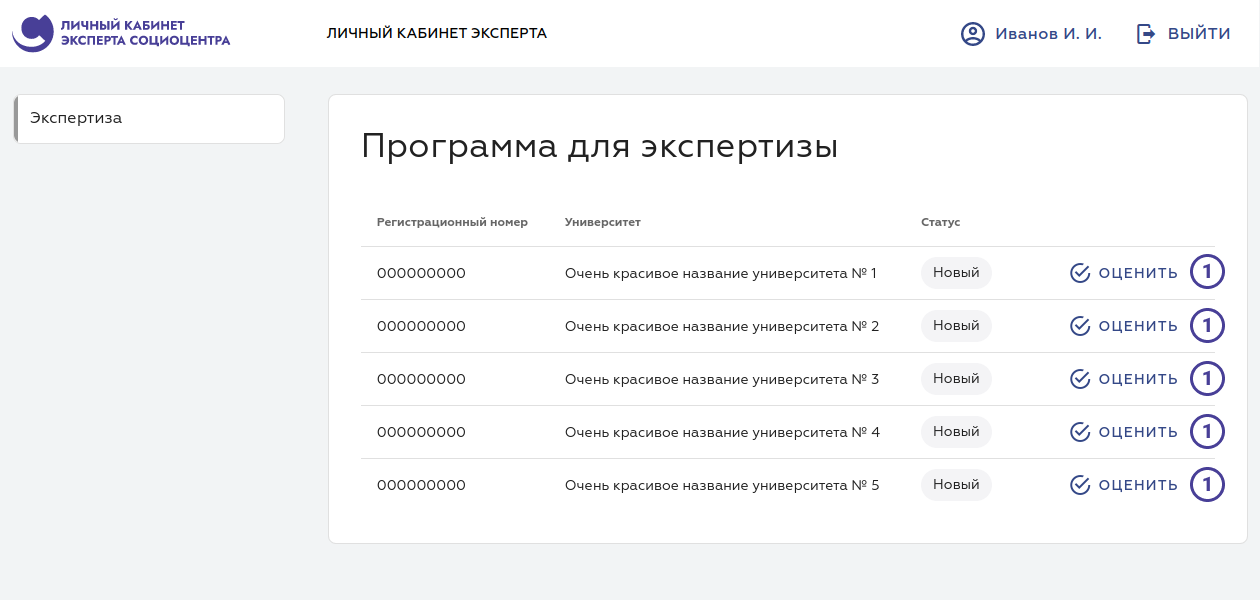 ЛИЧНЫЙ КАБИНЕТ
ЭКСПЕРТА СОЦИОЦЕНТРА
ЛИЧНЫЙ КАБИНЕТ ЭКСПЕРТА
Иванов И. И.
ВЫЙТИ
Экспертиза
Программа для экспертизы
Регистрационный номер Университет Статус
000000000 Очень красивое название университета № 1 Новый ОЦЕНИТЬ 1
000000000 Очень красивое название университета № 2 Новый ОЦЕНИТЬ 1
000000000 Очень красивое название университета № 3 Новый ОЦЕНИТЬ 1
000000000 Очень красивое название университета № 4 Новый ОЦЕНИТЬ 1
000000000 Очень красивое название университета № 5 Новый ОЦЕНИТЬ 1